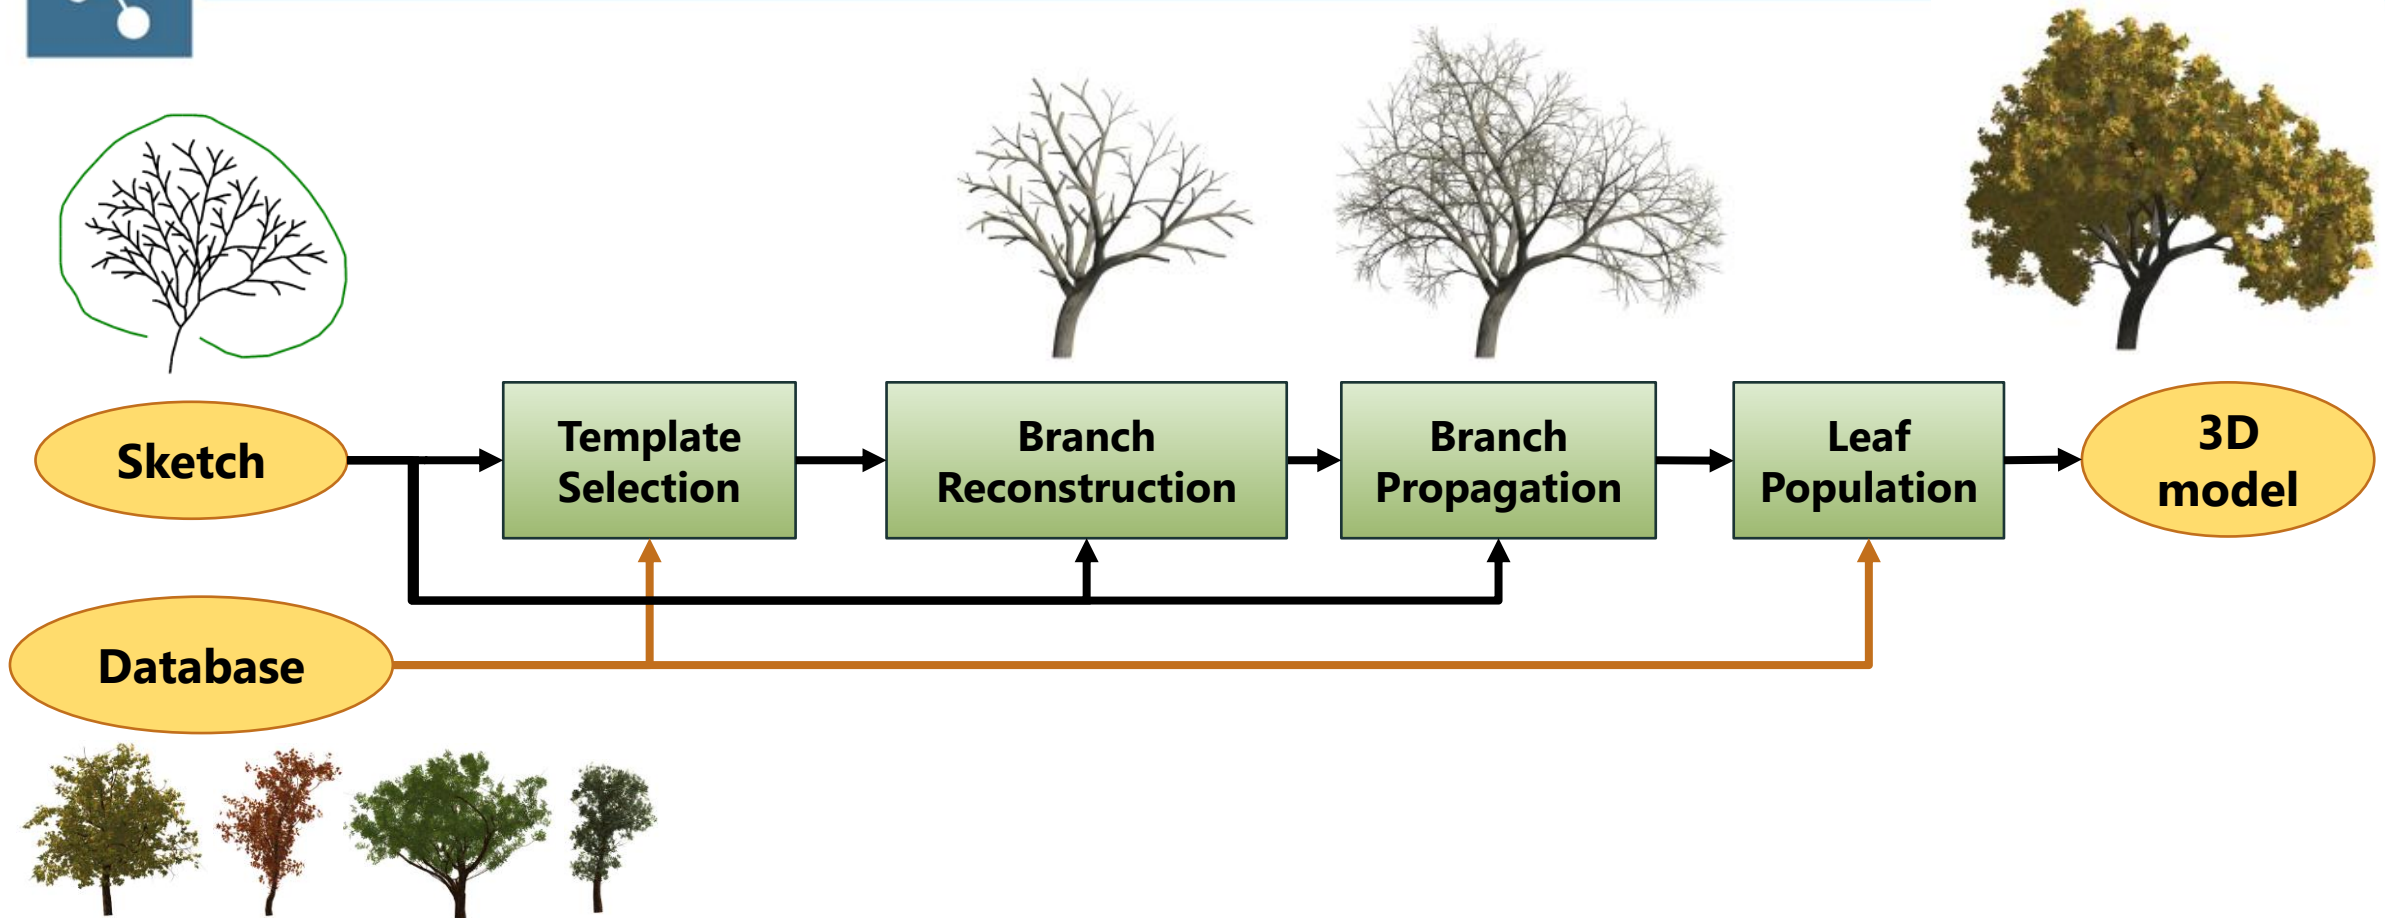 Sketch
Template
Selection
Branch
Reconstruction
Branch
Propagation
Leaf
Population
3D
model
Database